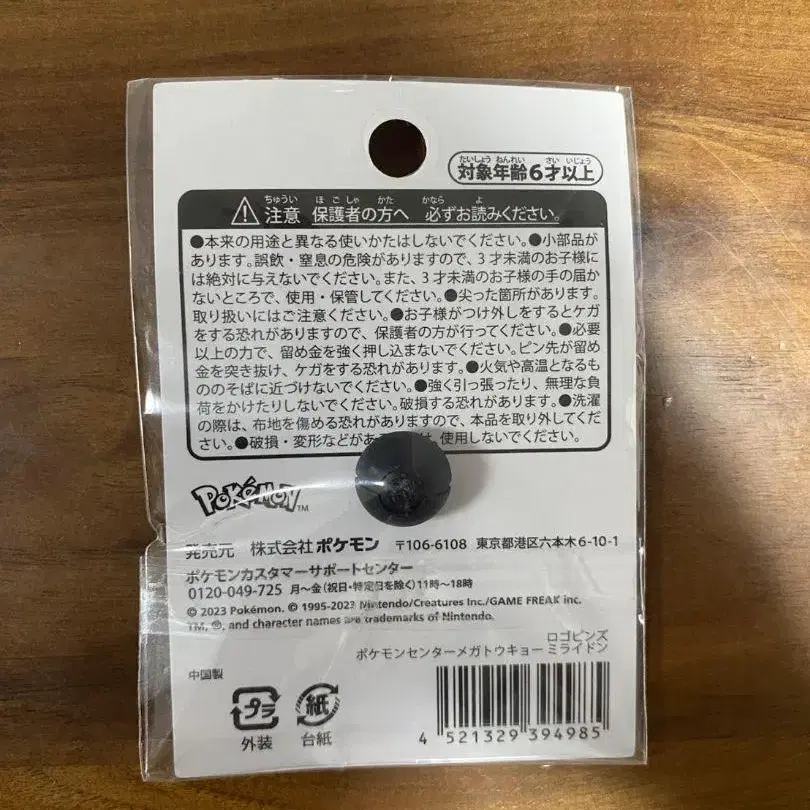 たいしょう ねんれい さい いじょう
対象年齢6才以上
ちゅうい ほごしゃ かた かなら よ
注意 保護者の方へ 必ずお読みください。
●本来の用途と異なる使いかたはしないでください。●小部品が
あります。誤飲・窒息の危険がありますので、3才未満のお子様に
は絶対に与えないでください。また、3才未満のお子様の手の届か
ないところで、使用・保管してください。●尖った箇所があります。
取り扱いにはご注意ください。●お子様がつけ外しをするとケガ
をする恐れがありますので、保護者の方が行ってください。●必要
以上の力で、留め金を強く押し込まないでください。ピン先が留め
金を突き抜け、ケガをする恐れがあります。●火気や高温となるも
ののそばに近づけないでください。●強く引っ張ったり、無理な負
荷をかけたりしないでください。破損する恐れがあります。●洗濯
の際は、布地を傷める恐れがありますので、本品を取り外してくだ
さい。●破損・変形などがあ は、使用しないでください。
POKéMON TM
発売元 株式会社ポケモン 〒106-6108 東京都港区六本木6-10-1
ポケモンカスタマーサポートセンター
0120-049-725 月〜金(祝日・特定日を除く)11時〜18時
© 2023 Pokémon. © 1995-2023 Nintendo/Creatures Inc./GAME FREAK inc.
TM, ®, and character names are trademarks of Nintendo.
ロゴピンズ
ポケモンセンターメガトウキョー ミライドン
中国製
プラ
外装
紙
台紙
4 521329 394985